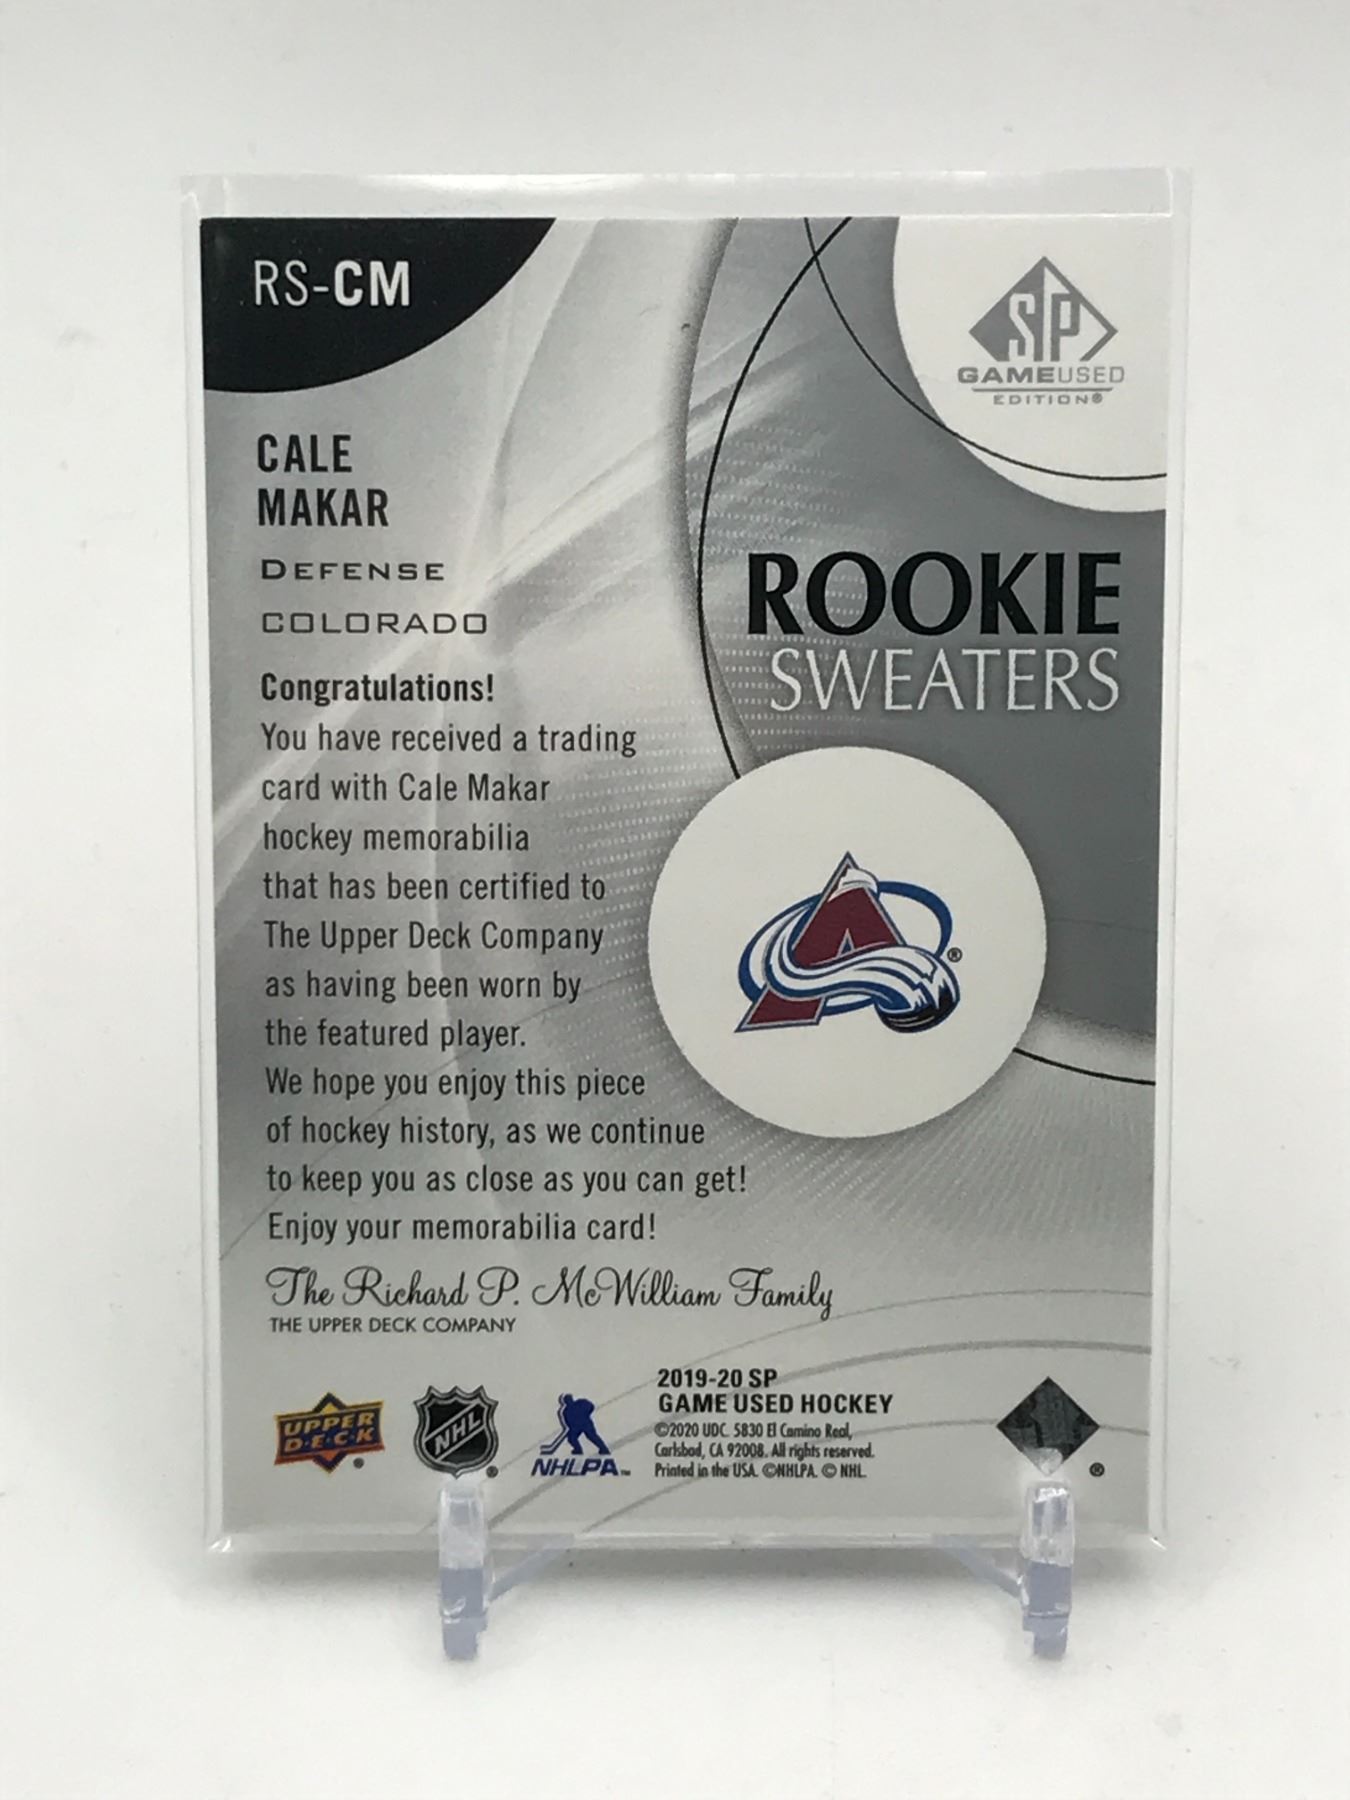 RS-CM
SP
GAMEUSED
EDITION®
CALE
MAKAR
DEFENSE
COLORADO
ROOKIE
SWEATERS
Congratulations!
You have received a trading
card with Cale Makar
hockey memorabilia
that has been certified to
The Upper Deck Company
as having been worn by
the featured player.
We hope you enjoy this piece
of hockey history, as we continue
to keep you as close as you can get!
Enjoy your memorabilia card!
A ®
The Richard P. McWilliam Family
THE UPPER DECK COMPANY
UPPER
D·E·C·K ®
NHL ®
NHLPA™
2019-20 SP
GAME USED HOCKEY
©2020 UDC. 5830 El Camino Real,
Carlsbad, CA 92008. All rights reserved.
Printed in the USA. ©NHLPA. © NHL.
®